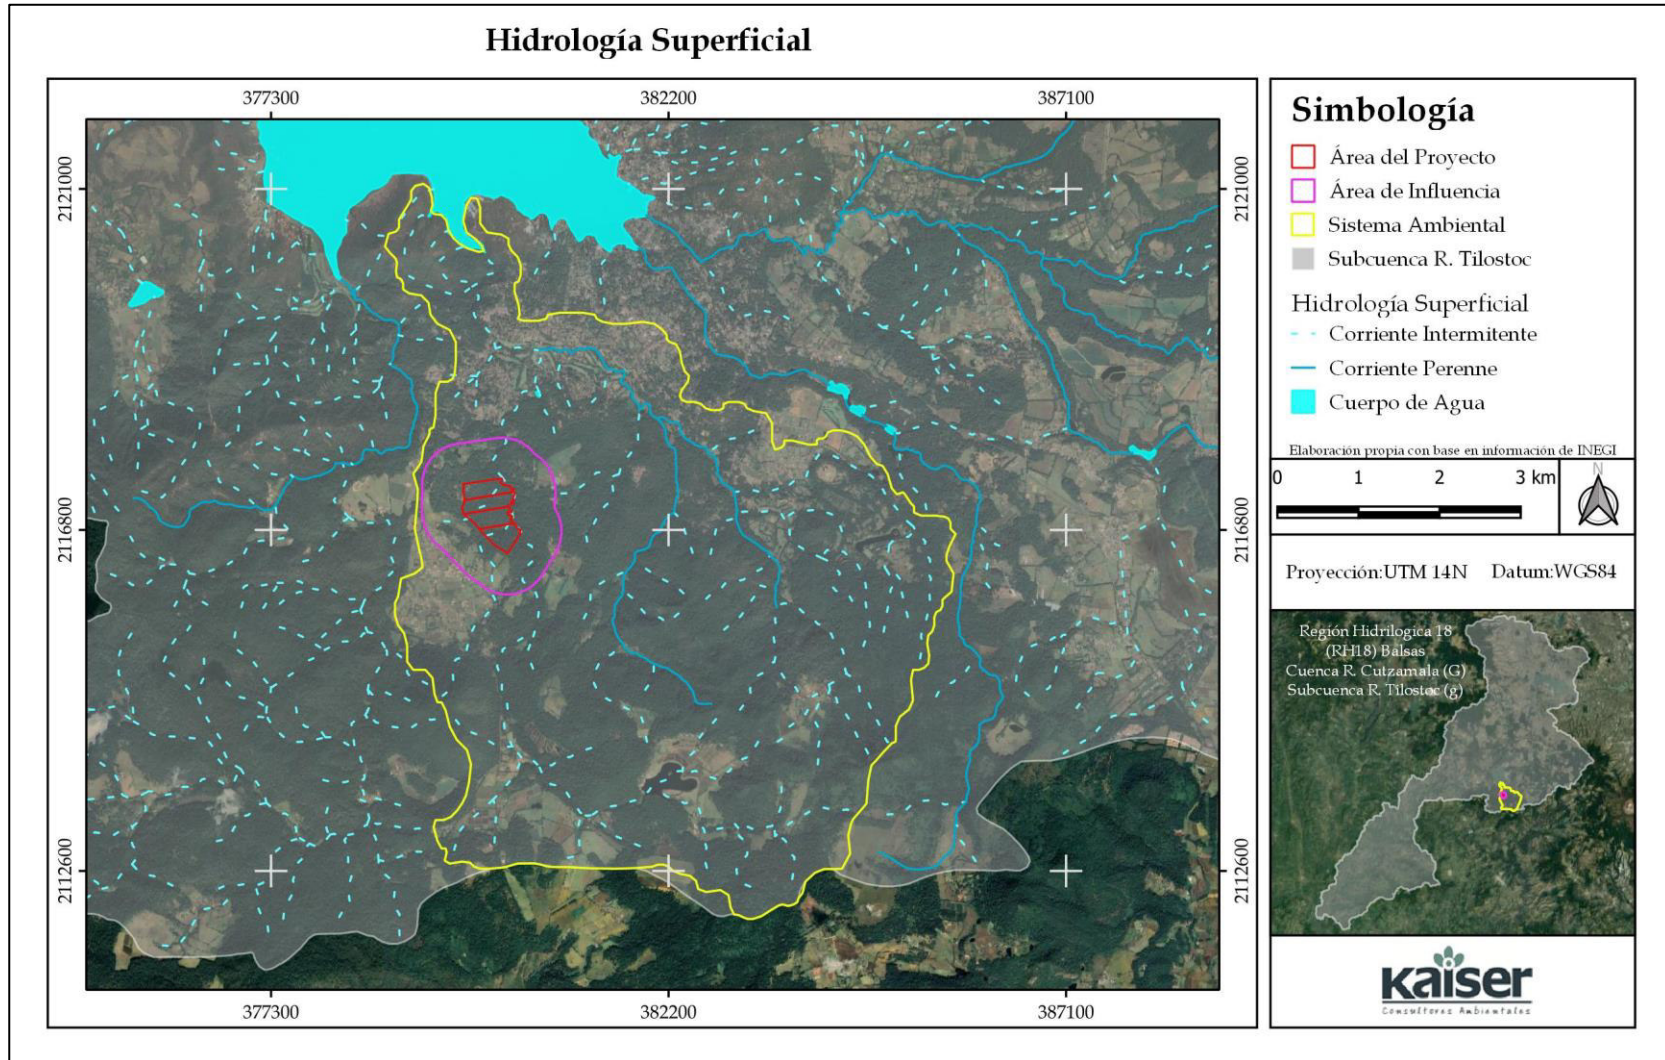 Hidrología Superficial
377300
382200
387100
2121000
2121000
2116800
2116800
2112600
2112600
377300
382200
387100
Simbología
Área del Proyecto
Área de Influencia
Sistema Ambiental
Subcuenca R. Tilostoc
Hidrología Superficial
Corriente Intermitente
Corriente Perenne
Cuerpo de Agua
Elaboración propia con base en información de INEGI
0 1 2 3 km
N
Proyección:UTM 14N Datum:WGS84
Región Hidrilogica 18
(RH18) Balsas
Cuenca R. Cutzamala (G)
Subcuenca R. Tilostoc (g)
Kaiser
Consultores Ambientales